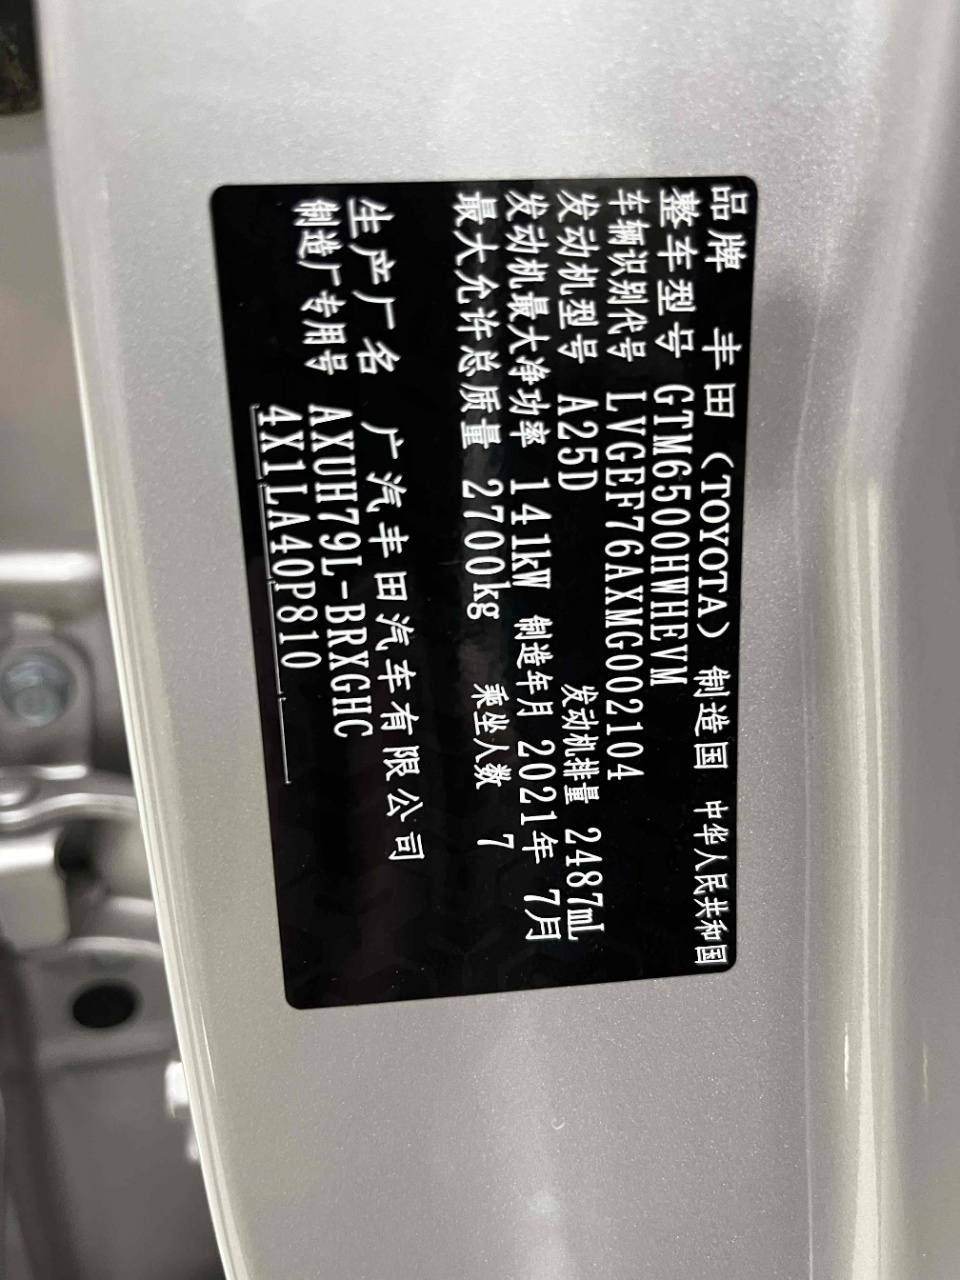 品牌 丰田 (TOYOTA) 制造国 中华人民共和国
整车型号 GTM6500HWHEVM
车辆识别代号 LVGEF76AXMG002104
发动机型号 A25D 发动机排量 2487mL
发动机最大净功率 141kW 制造年月 2021年 7月
最大允许总质量 2700kg 乘坐人数 7
生产厂名 广汽丰田汽车有限公司
制造厂专用号 AXUH79L-BRXGHC
4X1LA40P810